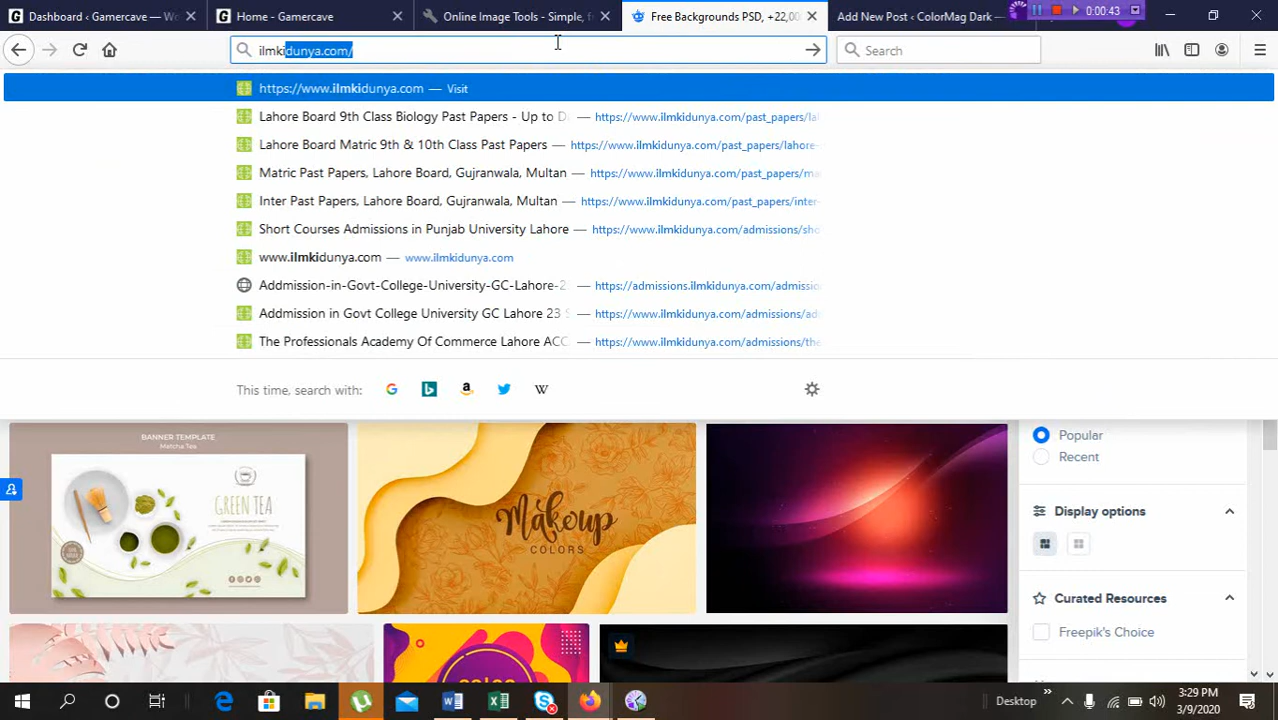 Dashboard ‹ Gamercave — Wo
Home - Gamercave
Online Image Tools - Simple, f
Free Backgrounds PSD, +22,00
Add New Post ‹ ColorMag Dark —
0:00:43
ilmkidunya.com/
Search
https://www.ilmkidunya.com — Visit
Lahore Board 9th Class Biology Past Papers - Up to D — https://www.ilmkidunya.com/past_papers/lal
Lahore Board Matric 9th & 10th Class Past Papers — https://www.ilmkidunya.com/past_papers/lahore-
Matric Past Papers, Lahore Board, Gujranwala, Multan — https://www.ilmkidunya.com/past_papers/ma
Inter Past Papers, Lahore Board, Gujranwala, Multan — https://www.ilmkidunya.com/past_papers/inter-
Short Courses Admissions in Punjab University Lahore — https://www.ilmkidunya.com/admissions/sho
www.ilmkidunya.com — www.ilmkidunya.com
Addmission-in-Govt-College-University-GC-Lahore-2 — https://admissions.ilmkidunya.com/admissio
Addmission in Govt College University GC Lahore 23 S — https://www.ilmkidunya.com/admissions/ad
The Professionals Academy Of Commerce Lahore ACC — https://www.ilmkidunya.com/admissions/the
This time, search with:
BANNER TEMPLATE
Matcha Tea
GREEN TEA
Makeup
COLORS
Popular
Recent
Display options
Curated Resources
Freepik's Choice
Desktop
3:29 PM
3/9/2020